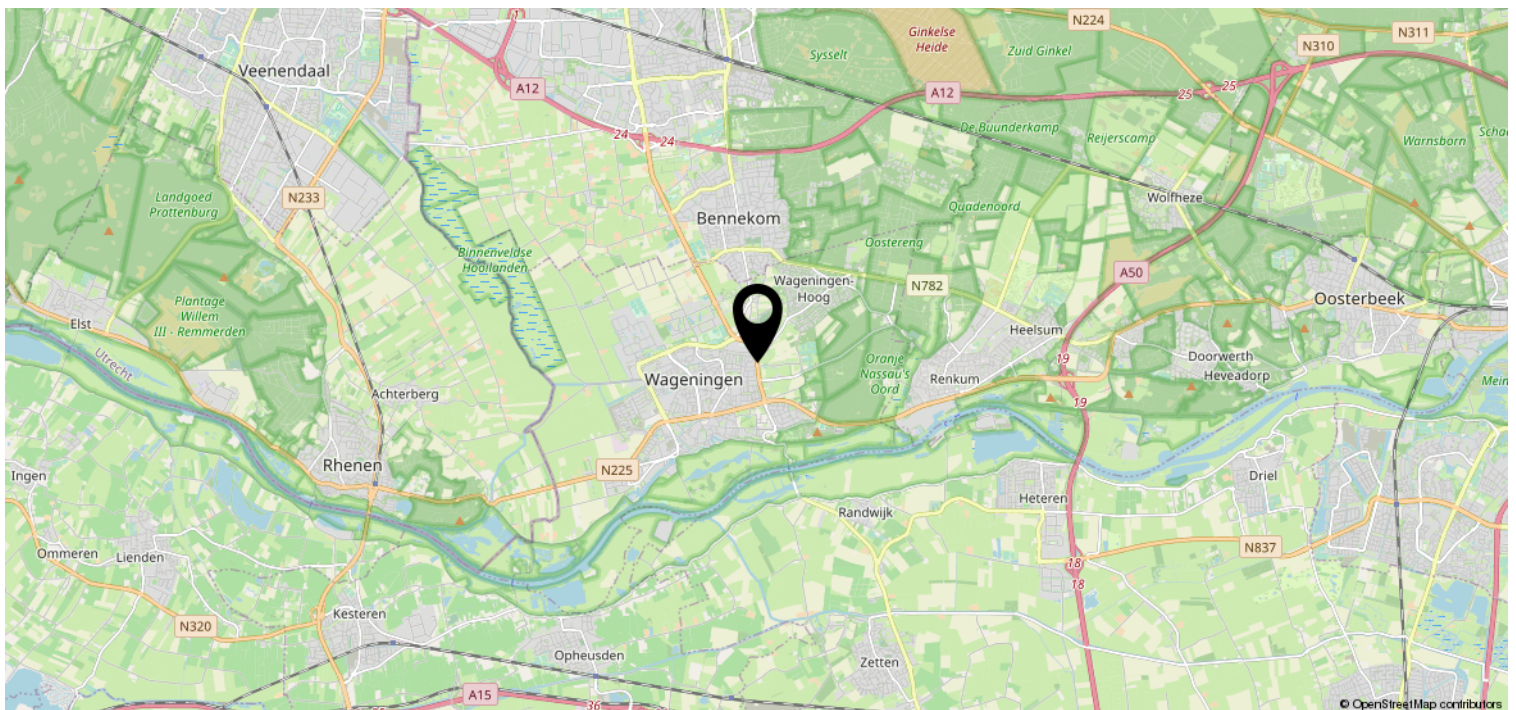 1
N224
N311
N310
Ginkelse
Heide
Zuid Ginkel
Sysselt
Veenendaal
A12
A12
25
25
24
24
De Buunderkamp
Reijerscamp
Warnsborn
Scha
Landgoed
Prattenburg
N233
Bennekom
Quadenoord
Wolfheze
Oostereng
Binnenveldse
Hooilanden
Wageningen-
Hoog
N782
A50
Plantage
Willem
III - Remmerden
Elst
Oosterbeek
Heelsum
Utrecht
Oranje
Nassau's
Oord
19
Doorwerth
Heveadorp
Wageningen
Renkum
Mein
Achterberg
19
Rhenen
N225
Ingen
Driel
Heteren
Randwijk
Ommeren
Lienden
N837
18
18
Kesteren
N320
Opheusden
Zetten
A15
36
© OpenStreetMap contributors